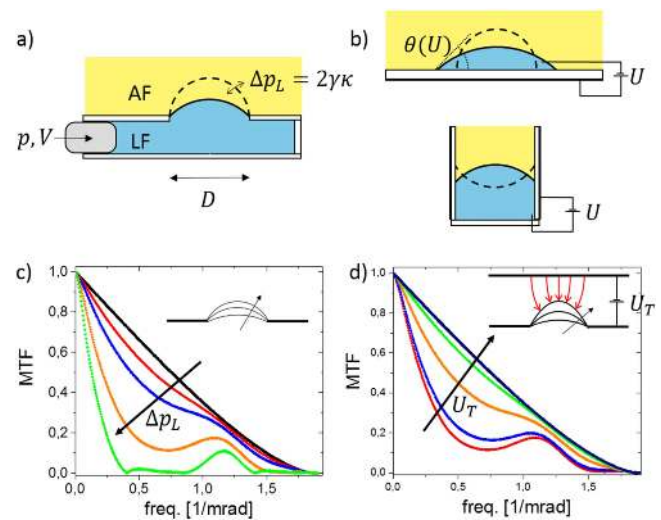 a)
AF
Δp_L = 2γκ
p, V
LF
D
b)
θ(U)
U
U
c)
1,0
0,8
0,6
0,4
0,2
0,0
MTF
Δp_L
0,0
0,5
1,0
1,5
freq. [1/mrad]
d)
1,0
0,8
0,6
0,4
0,2
0,0
MTF
U_T
U_T
0,0
0,5
1,0
1,5
freq. [1/mrad]